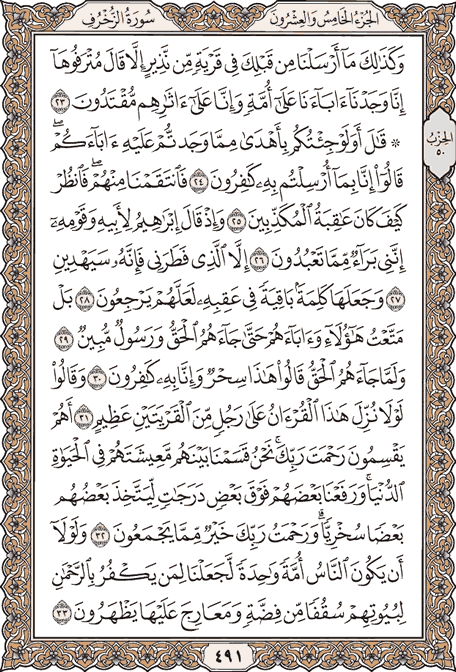 سُورَةُ الزُّخْرُفِ الجُزْءُ الخَامِسُ وَالعِشْرُونَ
وَكَذَٰلِكَ مَآ أَرْسَلْنَا مِن قَبْلِكَ فِي قَرْيَةٖ مِّن نَّذِيرٍ إِلَّا قَالَ مُتْرَفُوهَآ
إِنَّا وَجَدْنَآ ءَابَآءَنَا عَلَىٰٓ أُمَّةٖ وَإِنَّا عَلَىٰٓ ءَاثَٰرِهِم مُّقْتَدُونَ ٢٣
۞ قَٰلَ أَوَلَوْ جِئْتُكُم بِأَهْدَىٰ مِمَّا وَجَدتُّمْ عَلَيْهِ ءَابَآءَكُمْۖ
قَالُوٓاْ إِنَّا بِمَآ أُرْسِلْتُم بِهِۦ كَٰفِرُونَ ٢٤ فَٱنتَقَمْنَا مِنْهُمْۖ فَٱنظُرْ
كَيْفَ كَانَ عَٰقِبَةُ ٱلْمُكَذِّبِينَ ٢٥ وَإِذْ قَالَ إِبْرَٰهِيمُ لِأَبِيهِ وَقَوْمِهِۦٓ
إِنَّنِي بَرَآءٞ مِّمَّا تَعْبُدُونَ ٢٦ إِلَّا ٱلَّذِي فَطَرَنِي فَإِنَّهُۥ سَيَهْدِينِ
٢٧ وَجَعَلَهَا كَلِمَةَۢ بَاقِيَةٗ فِي عَقِبِهِۦ لَعَلَّهُمْ يَرْجِعُونَ ٢٨ بَلْ
مَتَّعْتُ هَٰٓؤُلَآءِ وَءَابَآءَهُمْ حَتَّىٰ جَآءَهُمُ ٱلْحَقُّ وَرَسُولٞ مُّبِينٞ ٢٩
وَلَمَّا جَآءَهُمُ ٱلْحَقُّ قَالُواْ هَٰذَا سِحْرٞ وَإِنَّا بِهِۦ كَٰفِرُونَ ٣٠ وَقَالُواْ
لَوْلَا نُزِّلَ هَٰذَا ٱلْقُرْءَانُ عَلَىٰ رَجُلٖ مِّنَ ٱلْقَرْيَتَيْنِ عَظِيمٍ ٣١ أَهُمْ
يَقْسِمُونَ رَحْمَتَ رَبِّكَۚ نَحْنُ قَسَمْنَا بَيْنَهُم مَّعِيشَتَهُمْ فِي ٱلْحَيَوٰةِ
ٱلدُّنْيَاۚ وَرَفَعْنَا بَعْضَهُمْ فَوْقَ بَعْضٖ دَرَجَٰتٖ لِّيَتَّخِذَ بَعْضُهُم
بَعْضٗا سُخْرِيّٗاۗ وَرَحْمَتُ رَبِّكَ خَيْرٞ مِّمَّا يَجْمَعُونَ ٣٢ وَلَوْلَآ
أَن يَكُونَ ٱلنَّاسُ أُمَّةٗ وَٰحِدَةٗ لَّجَعَلْنَا لِمَن يَكْفُرُ بِٱلرَّحْمَٰنِ
لِبُيُوتِهِمْ سُقُفٗا مِّن فِضَّةٖ وَمَعَارِجَ عَلَيْهَا يَظْهَرُونَ ٣٣
الحِزْبُ
٥٠
٤٩١